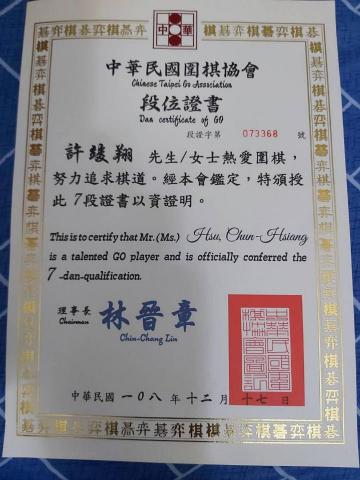 中華
中華民國圍棋協會
Chinese Taipei Go Association
段位證書
Dan certificate of GO
段證字第 073368 號
許竣翔 先生/女士熱愛圍棋，
努力追求棋道。經本會鑑定，特頒授
此 7 段證書以資證明。
This is to certify that Mr. (Ms.) Hsu, Chun-Hsiang
is a talented GO player and is officially conferred the
7 -dan-qualification.
理事長 林晉章
Chairman Chin-Chang Lin
中華民國 一〇八 年 十二 月 十七 日